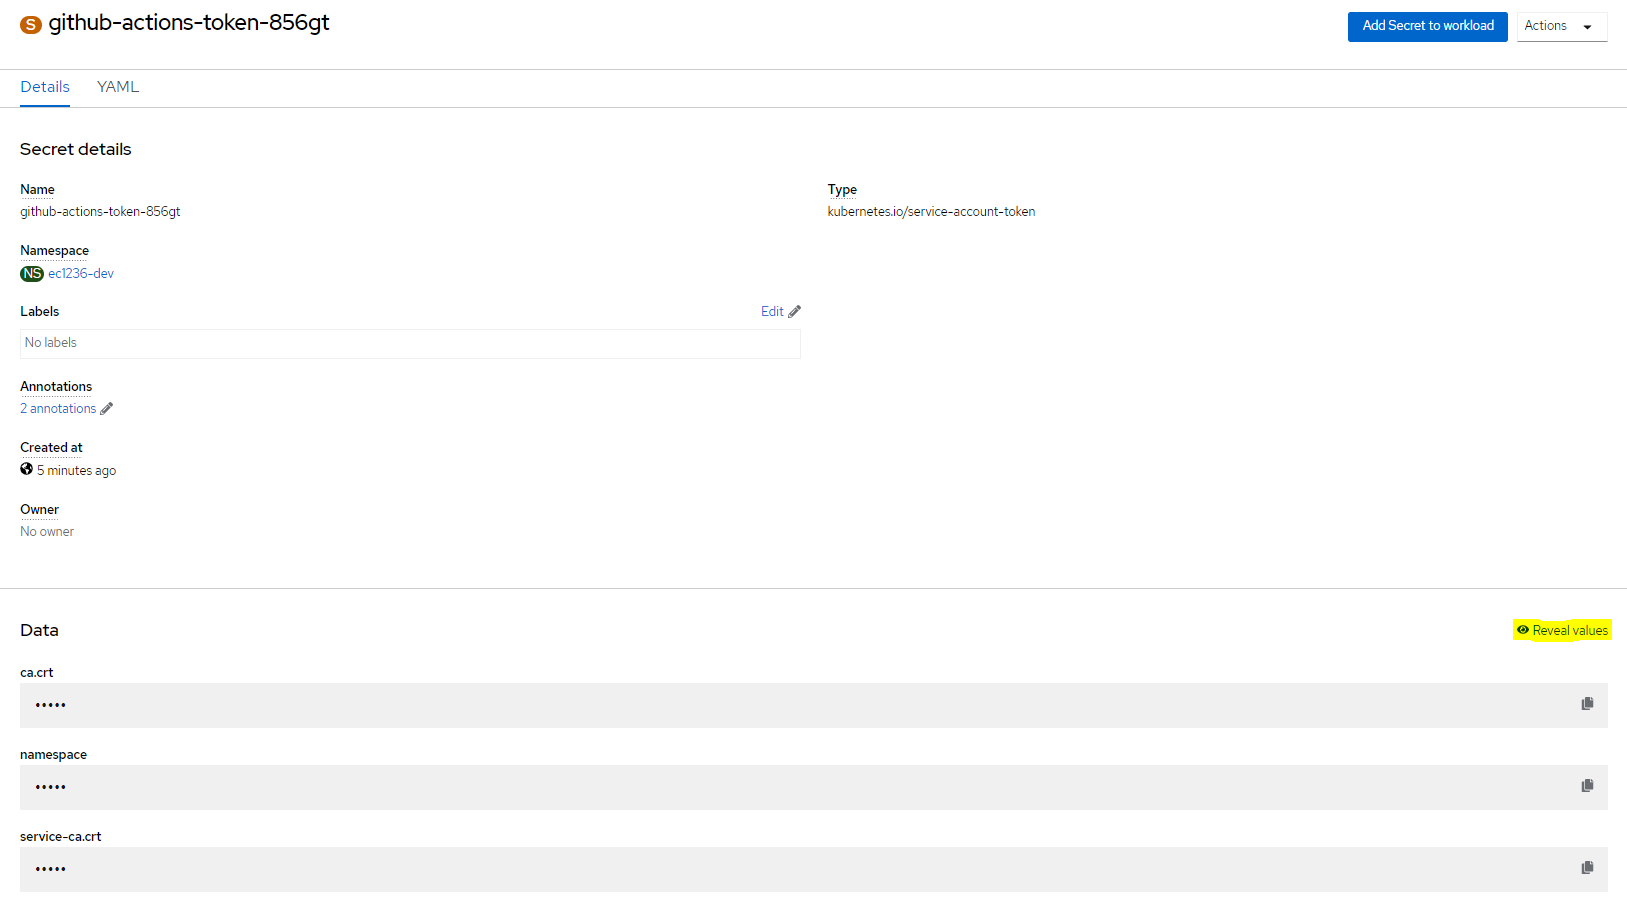 S github-actions-token-856gt
Add Secret to workload
Actions
Details
YAML
Secret details
Name
github-actions-token-856gt
Type
kubernetes.io/service-account-token
Namespace
NS ec1236-dev
Labels
Edit
No labels
Annotations
2 annotations
Created at
5 minutes ago
Owner
No owner
Data
Reveal values
ca.crt
•••••
namespace
•••••
service-ca.crt
•••••